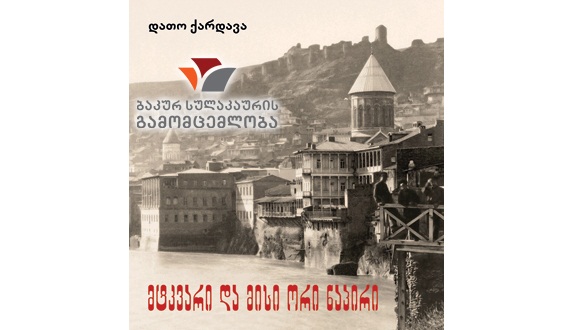 დათო ქარდავა
ბაკურ სულაკაურის
გამომცემლობა
მტკვარი და მისი ორი ნაპირი